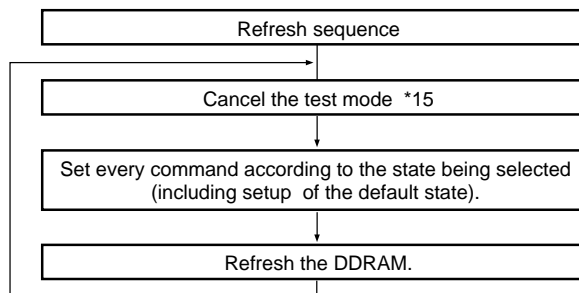 Refresh sequence
Cancel the test mode *15
Set every command according to the state being selected
(including setup of the default state).
Refresh the DDRAM.